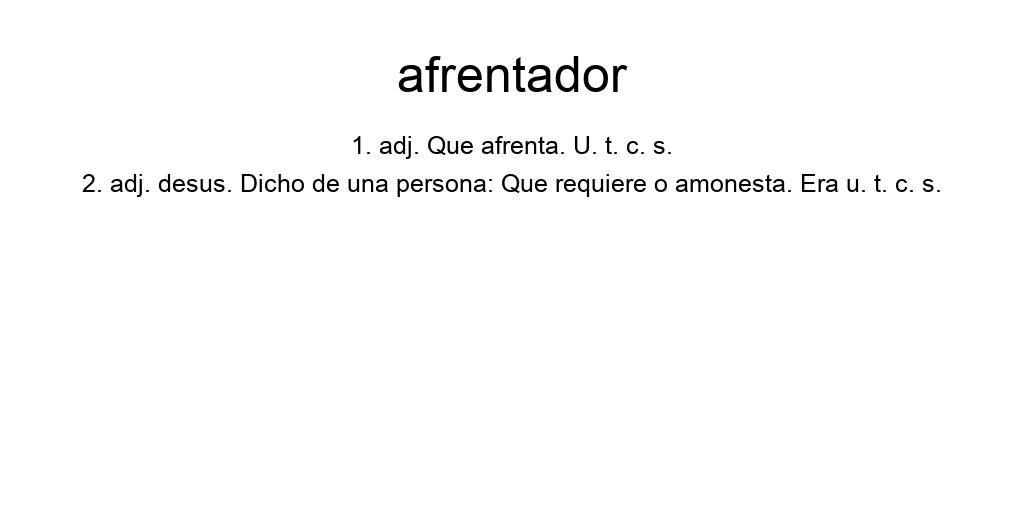 afrentador
1. adj. Que afrenta. U. t. c. s.
2. adj. desus. Dicho de una persona: Que requiere o amonesta. Era u. t. c. s.